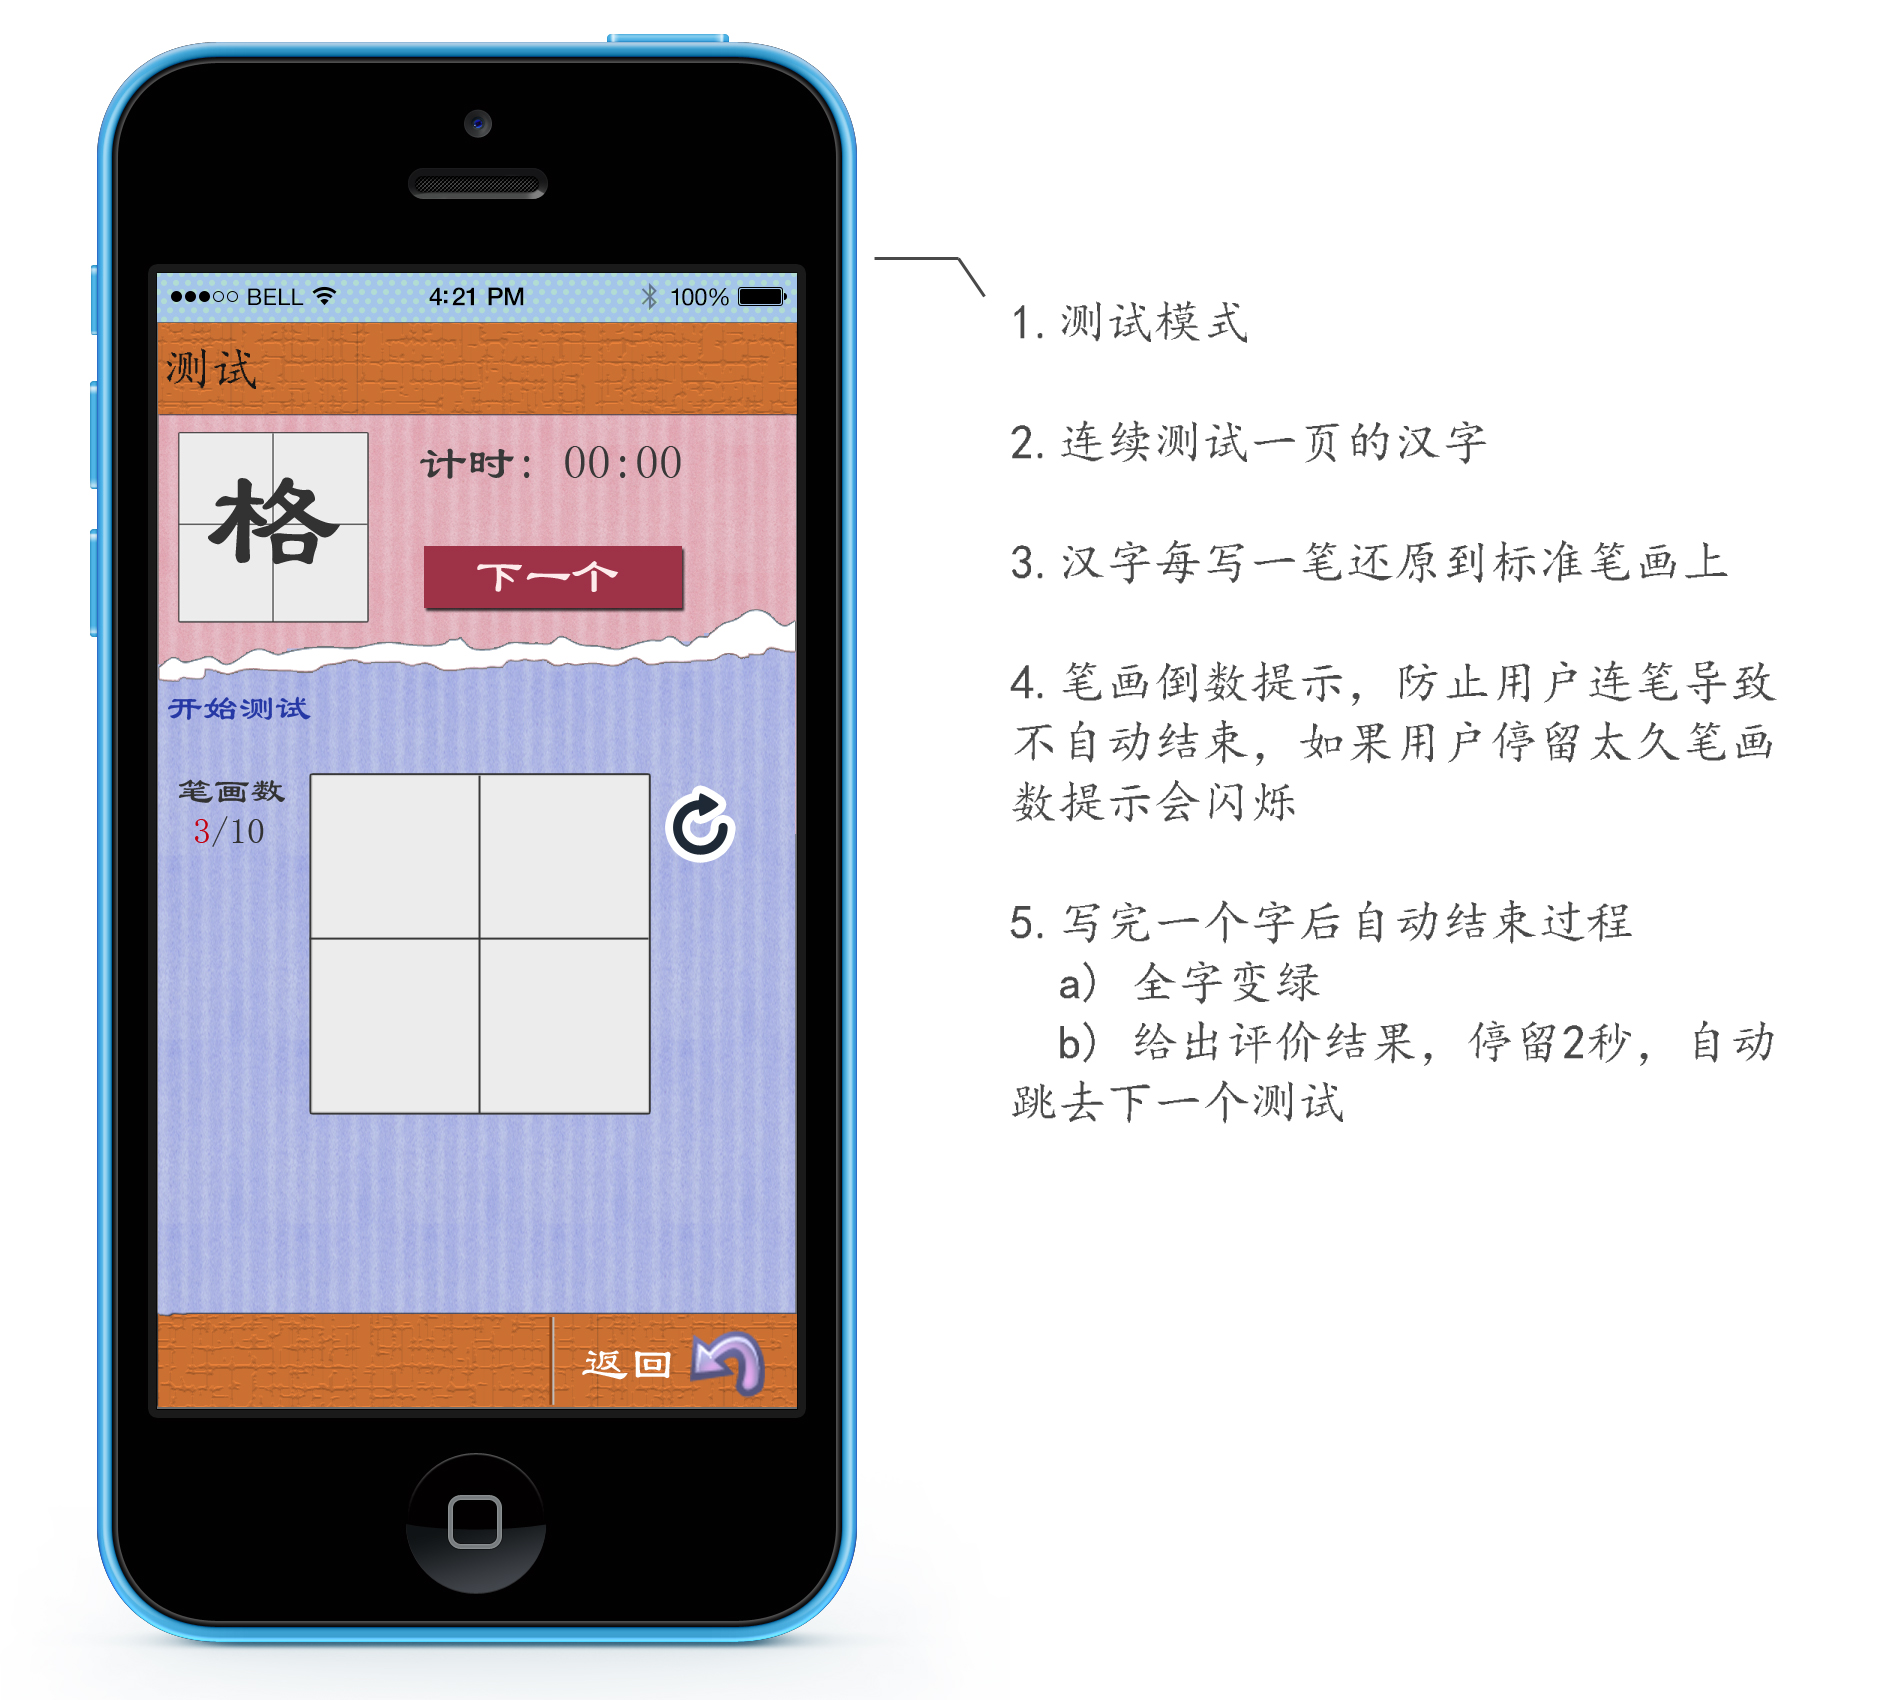 BELL 4:21 PM 100%
测试
格
计时：00:00
下一个
开始测试
笔画数
3/10
返回
1. 测试模式
2. 连续测试一页的汉字
3. 汉字每写一笔还原到标准笔画上
4. 笔画倒数提示，防止用户连笔导致
不自动结束，如果用户停留太久笔画
数提示会闪烁
5. 写完一个字后自动结束过程
a) 全字变绿
b) 给出评价结果，停留2秒，自动
跳去下一个测试